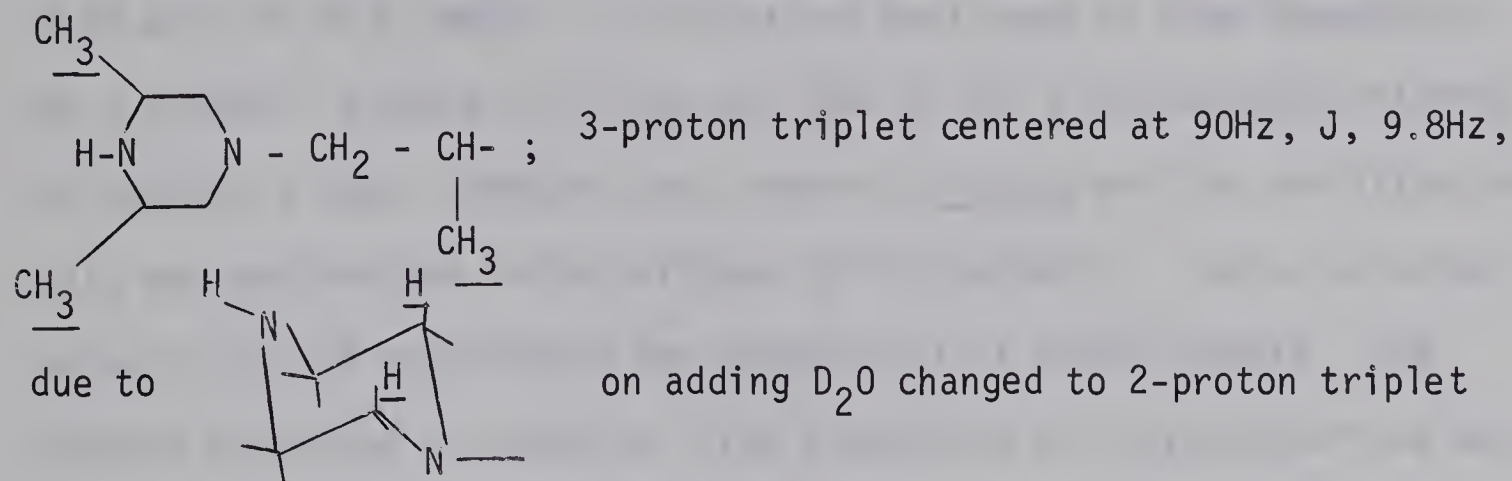 CH3
H-N N - CH2 - CH- ; 3-proton triplet centered at 90Hz, J, 9.8Hz,
CH3
CH3
H H
N
due to H on adding D2O changed to 2-proton triplet
N